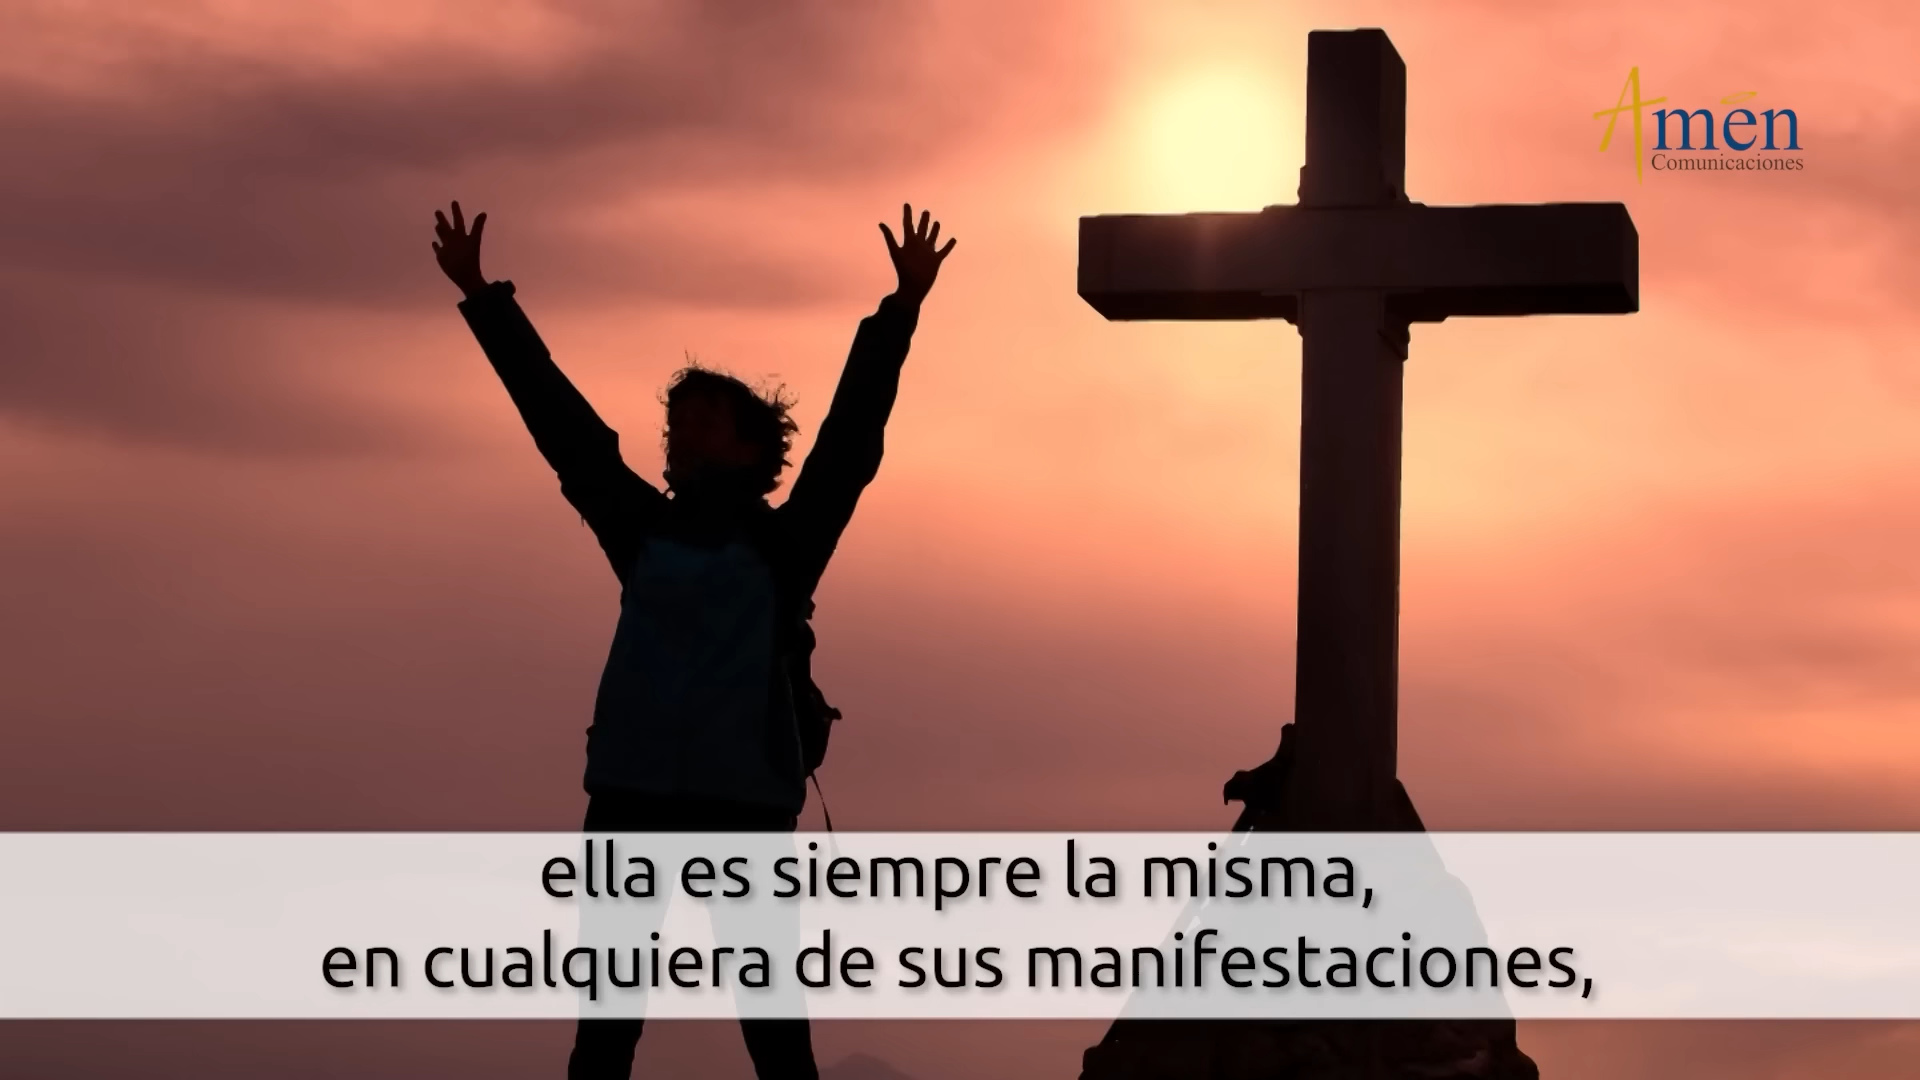 Amén
Comunicaciones
ella es siempre la misma,
en cualquiera de sus manifestaciones,